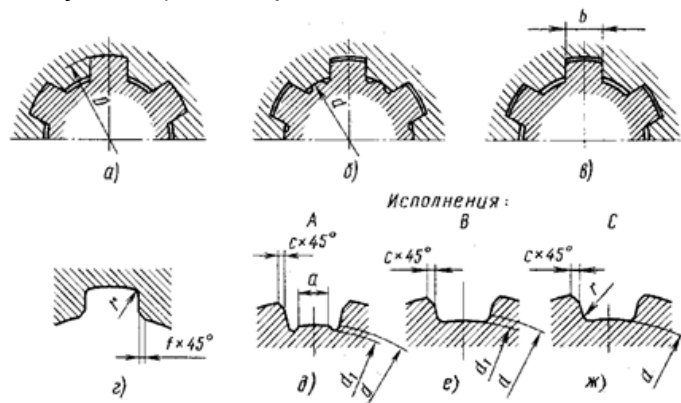 b
D
d
а)
б)
в)
Исполнения:
А
В
С
c×45°
a
c×45°
c×45°
r
r
f×45°
d₁
d
d₁
d
d
г)
д)
е)
ж)